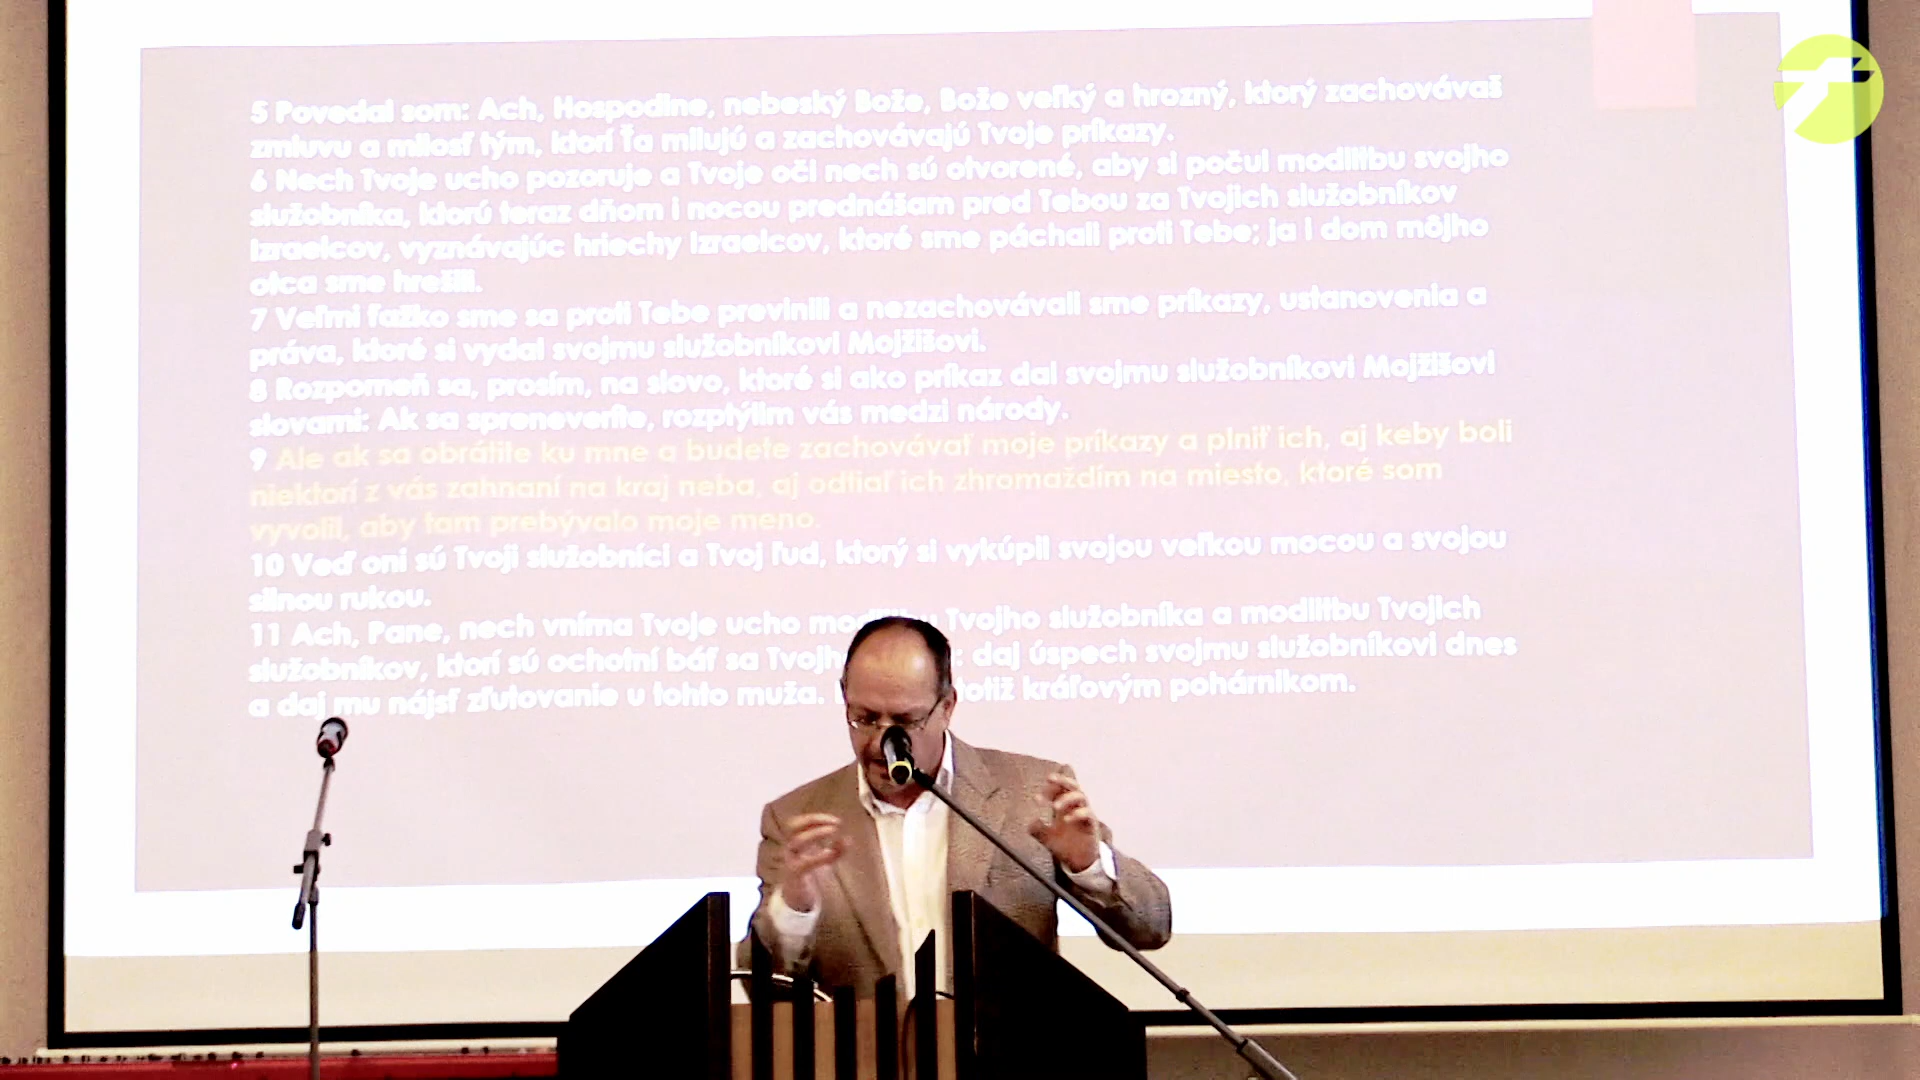 5 Povedal som: Ach, Hospodine, nebeský Bože, Bože veľký a hrozný, ktorý zachovávaš
zmluvu a milosť tým, ktorí Ťa milujú a zachovávajú Tvoje príkazy.
6 Nech Tvoje ucho pozoruje a Tvoje oči nech sú otvorené, aby si počul modlitbu svojho
služobníka, ktorú teraz dňom i nocou prednášam pred Tebou za Tvojich služobníkov
Izraelcov, vyznávajúc hriechy Izraelcov, ktoré sme páchali proti Tebe; ja i dom môjho
otca sme hrešili.
7 Veľmi ťažko sme sa proti Tebe previnili a nezachovávali sme príkazy, ustanovenia a
práva, ktoré si vydal svojmu služobníkovi Mojžišovi.
8 Rozpomeň sa, prosím, na slovo, ktoré si ako príkaz dal svojmu služobníkovi Mojžišovi
slovami: Ak sa spreneveríte, rozptýlim vás medzi národy.
9 Ale ak sa obrátite ku mne a budete zachovávať moje príkazy a plniť ich, aj keby boli
niektorí z vás zahnaní na kraj neba, aj odtiaľ ich zhromaždím na miesto, ktoré som
vyvolil, aby tam prebývalo moje meno.
10 Veď oni sú Tvoji služobníci a Tvoj ľud, ktorý si vykúpil svojou veľkou mocou a svojou
silnou rukou.
11 Ach, Pane, nech vníma Tvoje ucho modlitbu Tvojho služobníka a modlitbu Tvojich
služobníkov, ktorí sú ochotní báť sa daj úspech svojmu služobníkovi dnes
a daj mu nájsť zľutovanie u tohto muža. totiž kráľovým pohárnikom.